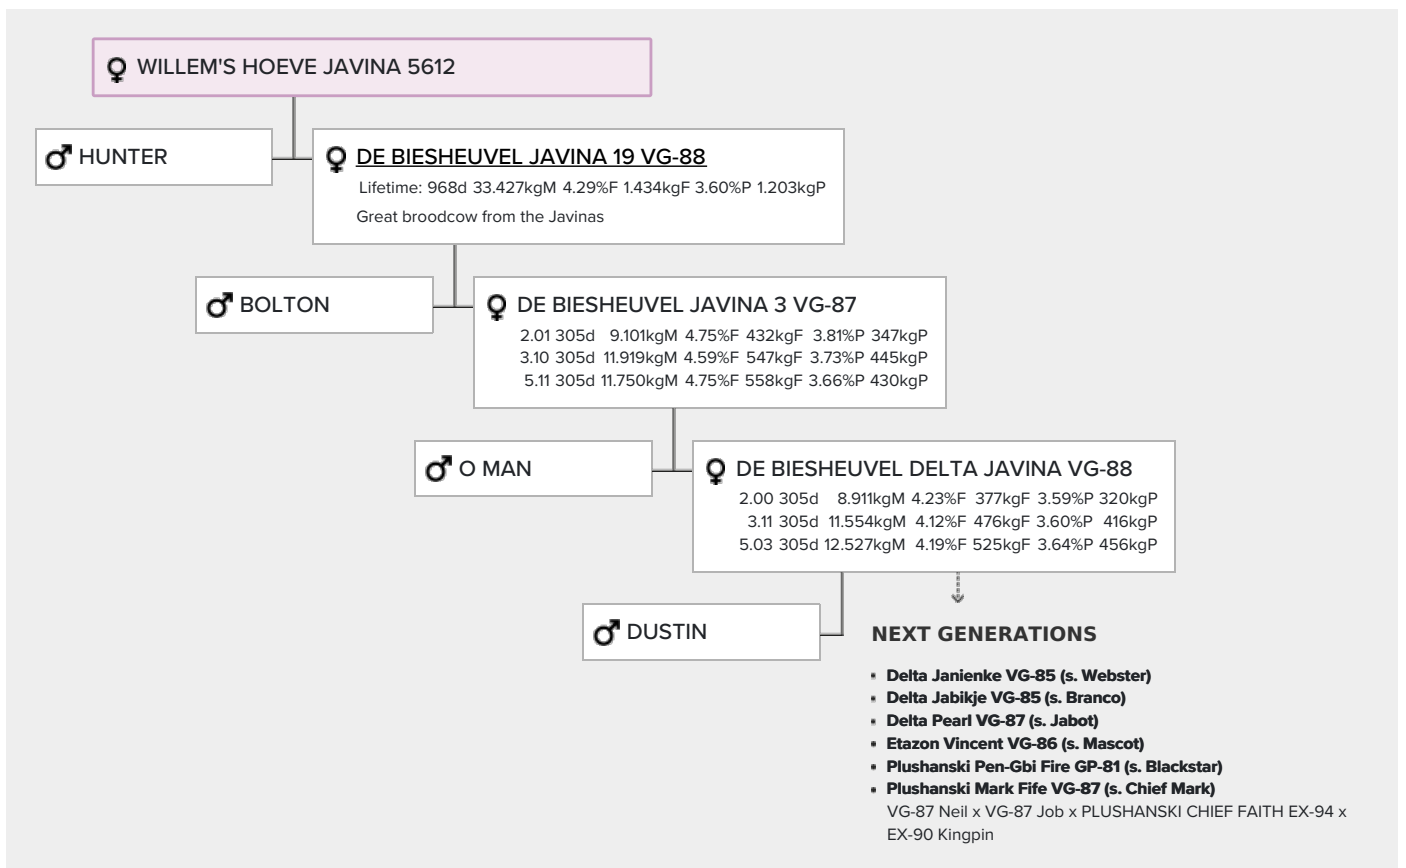 WILLEM'S HOEVE JAVINA 5612
HUNTER
DE BIESHEUVEL JAVINA 19 VG-88
Lifetime: 968d 33.427kgM 4.29%F 1.434kgF 3.60%P 1.203kgP
Great broodcow from the Javinas
BOLTON
DE BIESHEUVEL JAVINA 3 VG-87
2.01 305d 9.101kgM 4.75%F 432kgF 3.81%P 347kgP
3.10 305d 11.919kgM 4.59%F 547kgF 3.73%P 445kgP
5.11 305d 11.750kgM 4.75%F 558kgF 3.66%P 430kgP
O MAN
DE BIESHEUVEL DELTA JAVINA VG-88
2.00 305d 8.911kgM 4.23%F 377kgF 3.59%P 320kgP
3.11 305d 11.554kgM 4.12%F 476kgF 3.60%P 416kgP
5.03 305d 12.527kgM 4.19%F 525kgF 3.64%P 456kgP
DUSTIN
NEXT GENERATIONS
Delta Janienke VG-85 (s. Webster)
Delta Jabikje VG-85 (s. Branco)
Delta Pearl VG-87 (s. Jabot)
Etazon Vincent VG-86 (s. Mascot)
Plushanski Pen-Gbi Fire GP-81 (s. Blackstar)
Plushanski Mark Fife VG-87 (s. Chief Mark)
VG-87 Neil x VG-87 Job x PLUSHANSKI CHIEF FAITH EX-94 x
EX-90 Kingpin